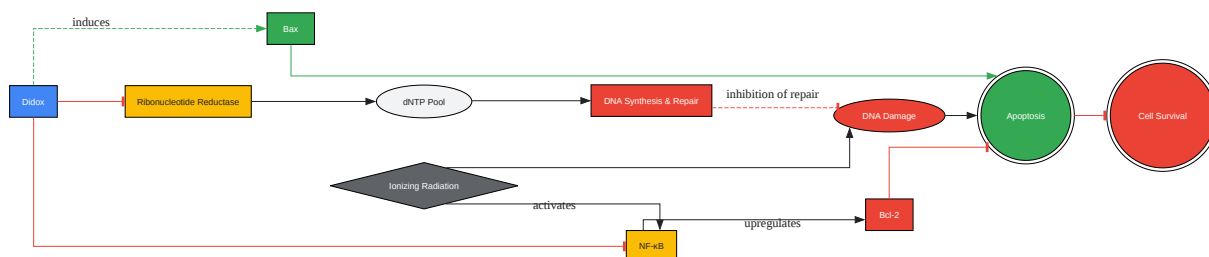 induces
Bax
Didox
Ribonucleotide Reductase
dNTP Pool
DNA Synthesis & Repair
inhibition of repair
DNA Damage
Apoptosis
Cell Survival
Ionizing Radiation
activates
NF-κB
upregulates
Bcl-2